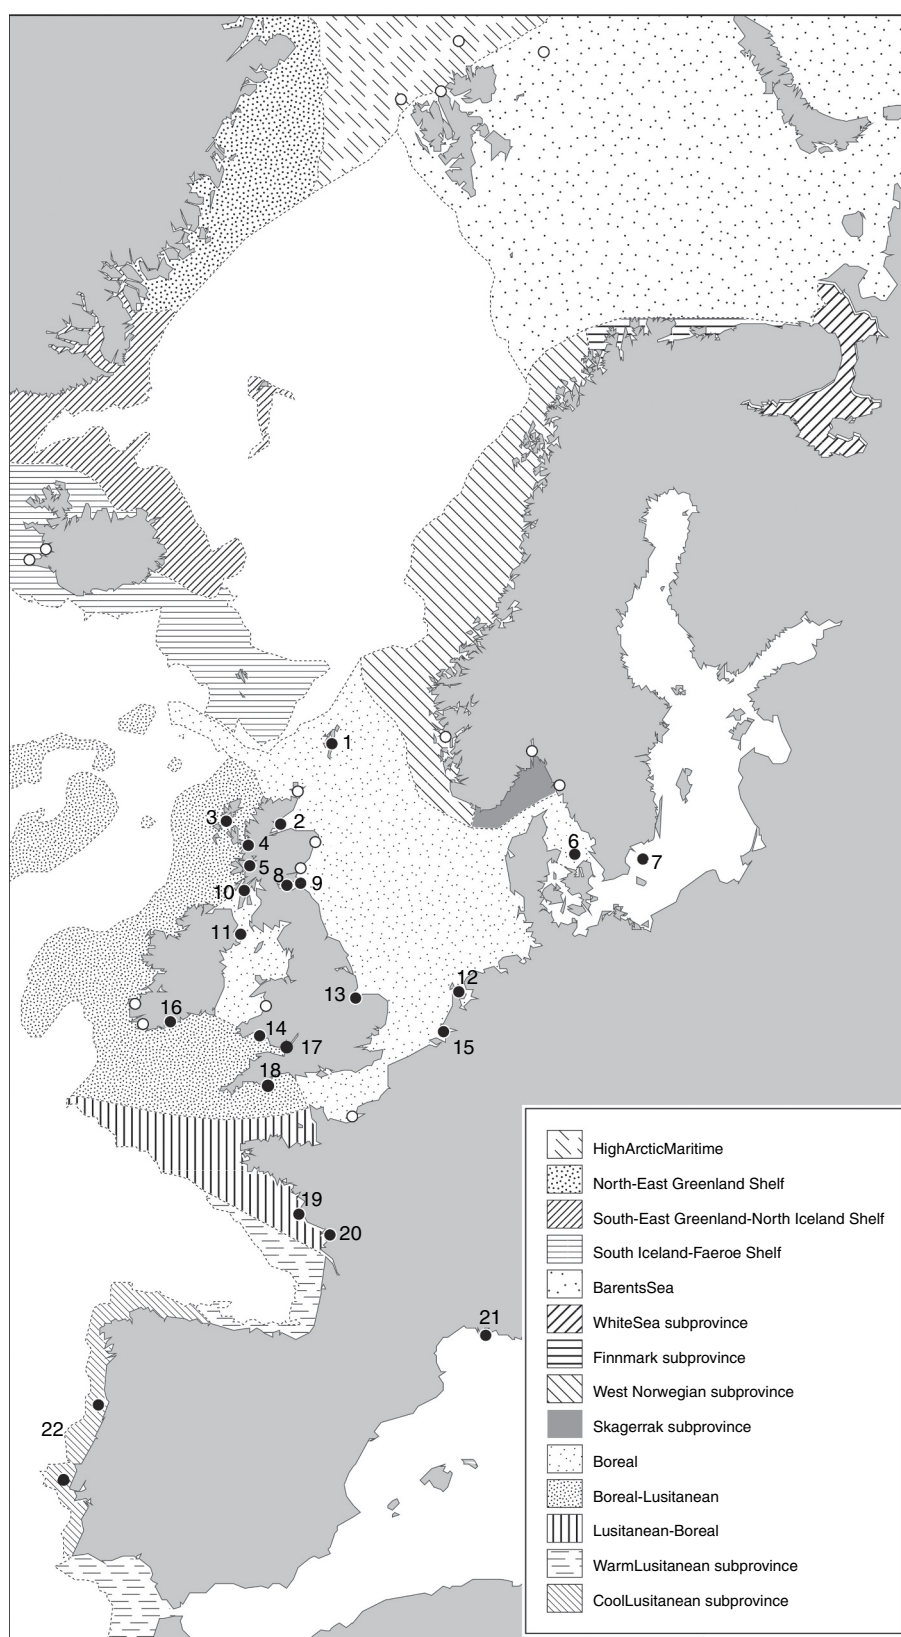 1
3
2
4
6
5
7
8
9
10
11
12
13
16
14
15
17
18
HighArcticMaritime
North-East Greenland Shelf
19
South-East Greenland-North Iceland Shelf
20
South Iceland-Faeroe Shelf
BarentsSea
21
WhiteSea subprovince
Finnmark subprovince
West Norwegian subprovince
22
Skagerrak subprovince
Boreal
Boreal-Lusitanean
Lusitanean-Boreal
WarmLusitanean subprovince
CoolLusitanean subprovince